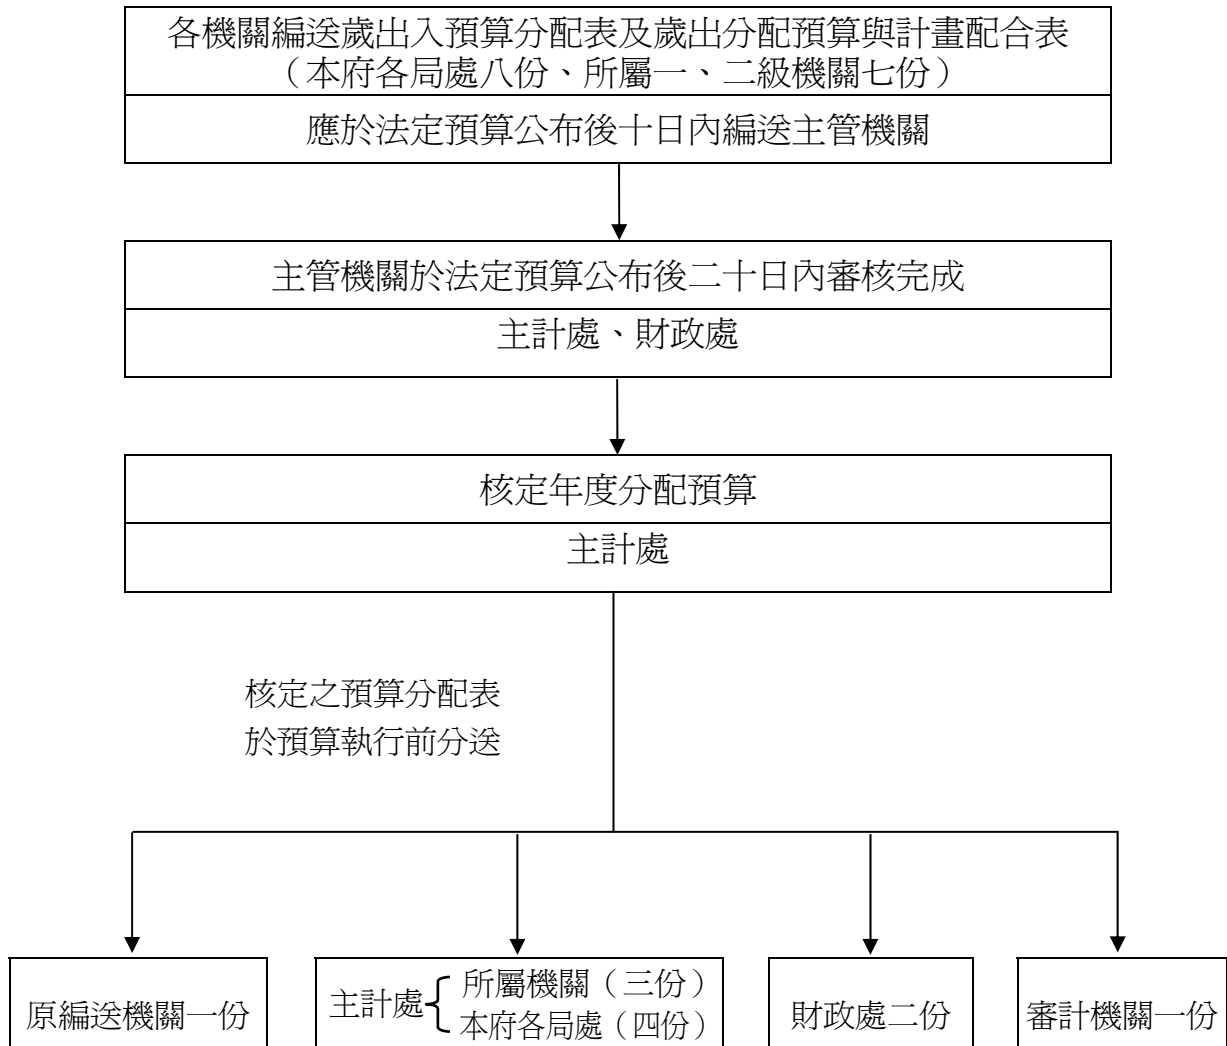 各機關編送歲出入預算分配表及歲出分配預算與計畫配合表
（本府各局處八份、所屬一、二級機關七份）
應於法定預算公布後十日內編送主管機關
主管機關於法定預算公布後二十日內審核完成
主計處、財政處
核定年度分配預算
主計處
核定之預算分配表
於預算執行前分送
原編送機關一份
主計處
所屬機關（三份）
本府各局處（四份）
財政處二份
審計機關一份